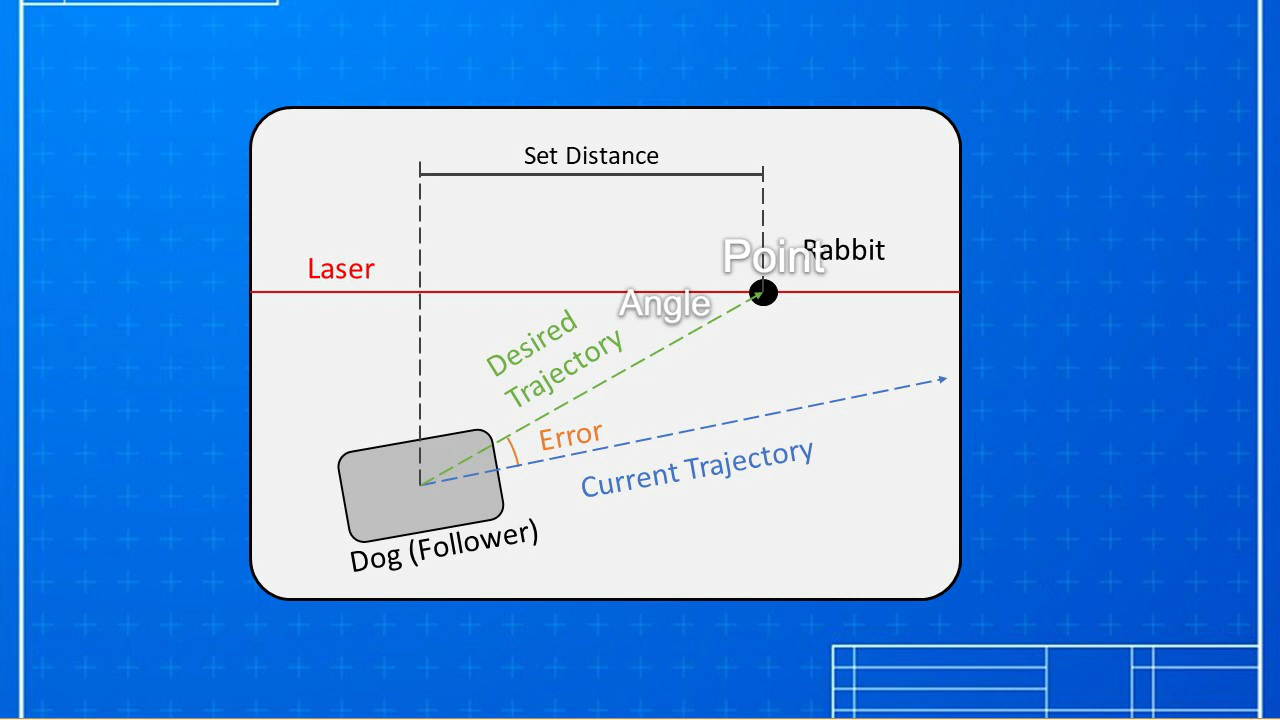 Set Distance
Point
Rabbit
Laser
Angle
Desired
Trajectory
Error
Current Trajectory
Dog (Follower)